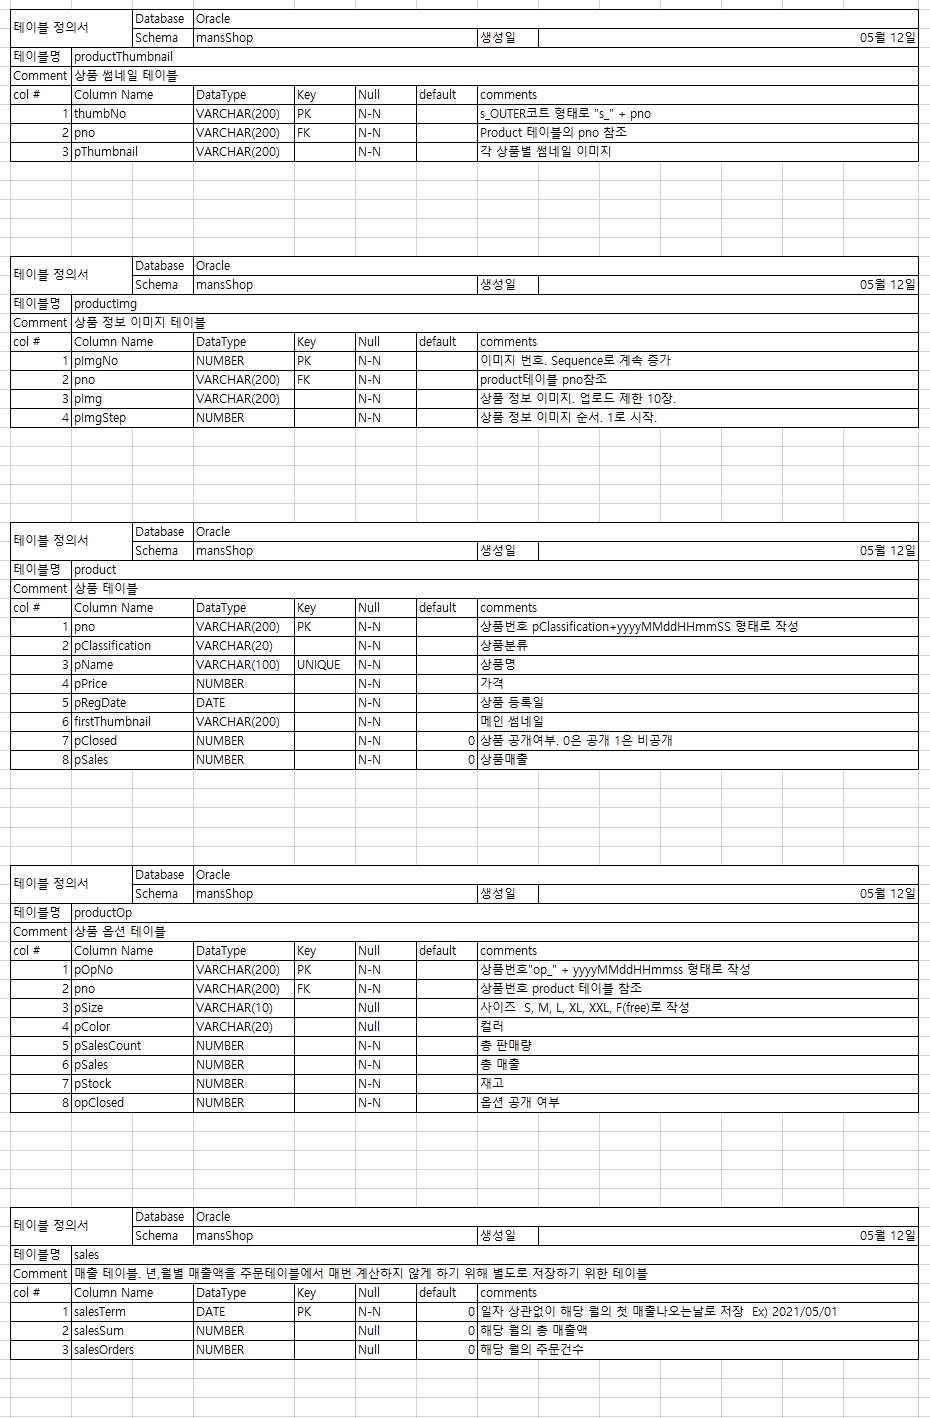 테이블 정의서 Database Oracle
Schema mansShop 생성일 05월 12일
테이블명 productThumbnail
Comment 상품 썸네일 테이블
col # Column Name DataType Key Null default comments
1 thumbNo VARCHAR(200) PK N-N s_OUTER코트 형태로 "s_" + pno
2 pno VARCHAR(200) FK N-N Product 테이블의 pno 참조
3 pThumbnail VARCHAR(200) N-N 각 상품별 썸네일 이미지
테이블 정의서 Database Oracle
Schema mansShop 생성일 05월 12일
테이블명 productImg
Comment 상품 정보 이미지 테이블
col # Column Name DataType Key Null default comments
1 pImgNo NUMBER PK N-N 이미지 번호. Sequence로 계속 증가
2 pno VARCHAR(200) FK N-N product테이블 pno참조
3 pImg VARCHAR(200) N-N 상품 정보 이미지. 업로드 제한 10장.
4 pImgStep NUMBER N-N 상품 정보 이미지 순서. 1로 시작.
테이블 정의서 Database Oracle
Schema mansShop 생성일 05월 12일
테이블명 product
Comment 상품 테이블
col # Column Name DataType Key Null default comments
1 pno VARCHAR(200) PK N-N 상품번호 pClassification+yyyyMMddHHmmSS 형태로 작성
2 pClassification VARCHAR(20) N-N 상품분류
3 pName VARCHAR(100) UNIQUE N-N 상품명
4 pPrice NUMBER N-N 가격
5 pRegDate DATE N-N 상품 등록일
6 firstThumbnail VARCHAR(200) N-N 메인 썸네일
7 pClosed NUMBER N-N 0 상품 공개여부. 0은 공개 1은 비공개
8 pSales NUMBER N-N 0 상품매출
테이블 정의서 Database Oracle
Schema mansShop 생성일 05월 12일
테이블명 productOp
Comment 상품 옵션 테이블
col # Column Name DataType Key Null default comments
1 pOpNo VARCHAR(200) PK N-N 상품번호"op_" + yyyyMMddHHmmss 형태로 작성
2 pno VARCHAR(200) FK N-N 상품번호 product 테이블 참조
3 pSize VARCHAR(10) Null 사이즈  S, M, L, XL, XXL, F(free)로 작성
4 pColor VARCHAR(20) Null 컬러
5 pSalesCount NUMBER N-N 총 판매량
6 pSales NUMBER N-N 총 매출
7 pStock NUMBER N-N 재고
8 opClosed NUMBER N-N 옵션 공개 여부
테이블 정의서 Database Oracle
Schema mansShop 생성일 05월 12일
테이블명 sales
Comment 매출 테이블. 년,월별 매출액을 주문테이블에서 매번 계산하지 않게 하기 위해 별도로 저장하기 위한 테이블
col # Column Name DataType Key Null default comments
1 salesTerm DATE PK N-N 0 일자 상관없이 해당 월의 첫 매출나오는날로 저장  Ex) 2021/05/01
2 salesSum NUMBER Null 0 해당 월의 총 매출액
3 salesOrders NUMBER Null 0 해당 월의 주문건수